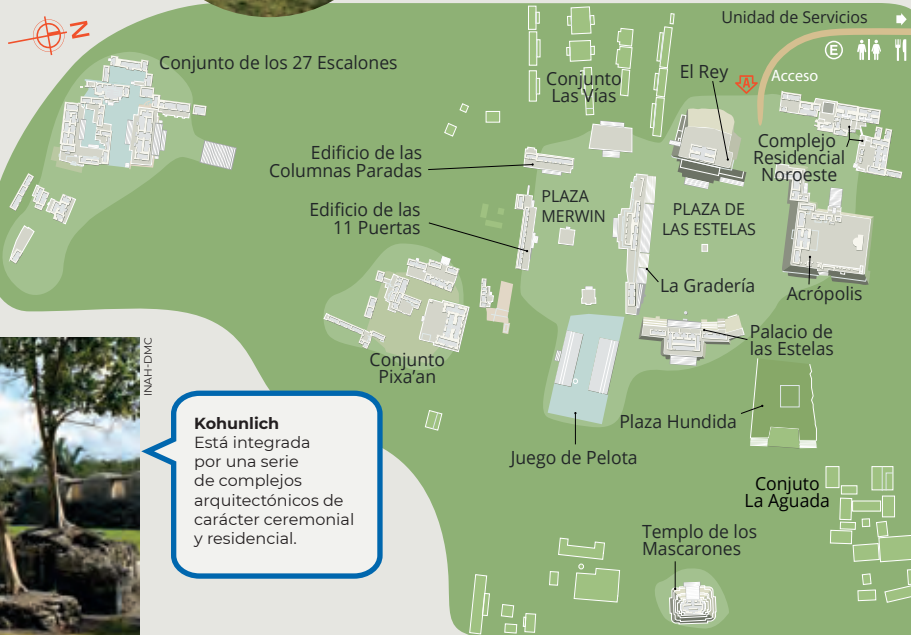 Unidad de Servicios
E
N
Conjunto de los 27 Escalones
Conjunto
Las Vías
El Rey
A
Acceso
Complejo
Residencial
Noroeste
Edificio de las
Columnas Paradas
Edificio de las
11 Puertas
PLAZA
MERWIN
PLAZA DE
LAS ESTELAS
La Gradería
Acrópolis
Palacio de
las Estelas
Conjunto
Pixa'an
Plaza Hundida
Juego de Pelota
Conjuto
La Aguada
Templo de los
Mascarones
INAH-DMC
Kohunlich
Está integrada
por una serie
de complejos
arquitectónicos de
carácter ceremonial
y residencial.